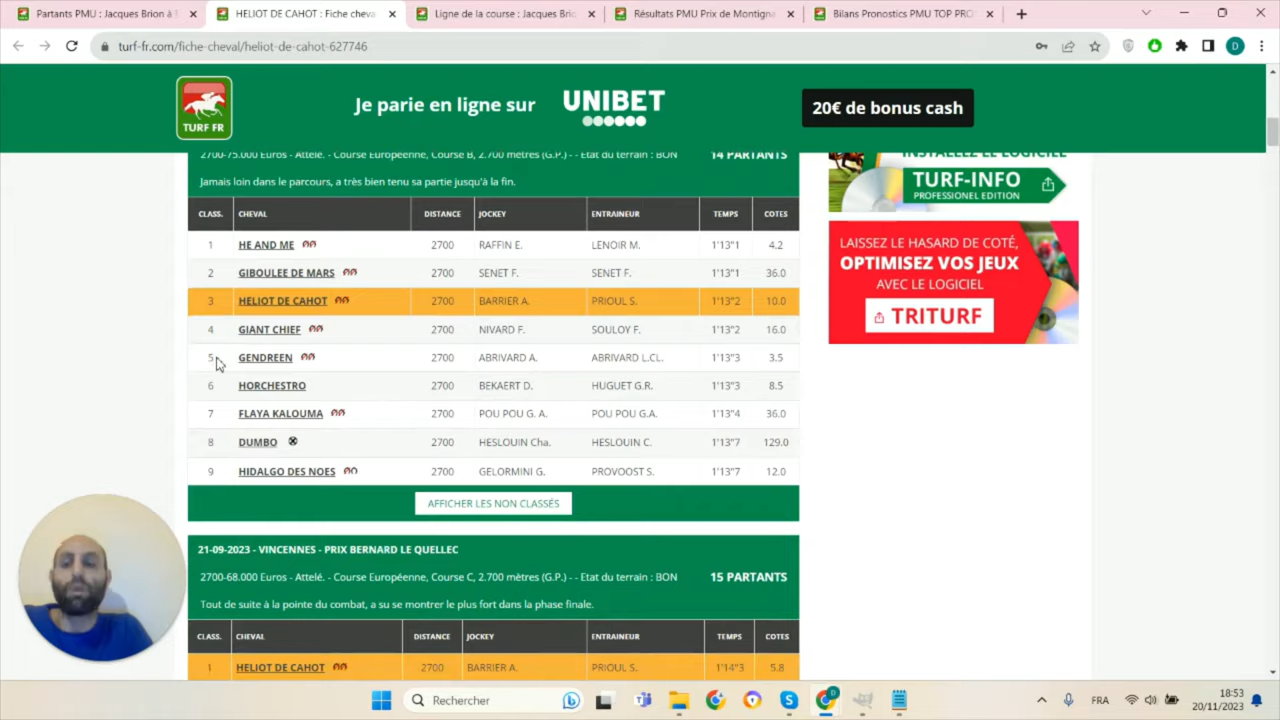 Partants PMU : Jacques Brion à
HELIOT DE CAHOT : Fiche cheva
Ligne de la course : Jacques Bric
Résultats PMU Prix de Montigne
Bilans Pronostics PMU TOP PRO
turf-fr.com/fiche-cheval/heliot-de-cahot-627746
D
TURF FR
Je parie en ligne sur
UNIBET
20€ de bonus cash
2700-75.000 Euros - Attelé. - Course Européenne, Course B, 2.700 mètres (G.P.) - - Etat du terrain : BON
14 PARTANTS
Jamais loin dans le parcours, a très bien tenu sa partie jusqu'à la fin.
CLASS. CHEVAL DISTANCE JOCKEY ENTRAINEUR TEMPS COTES
1 HE AND ME 2700 RAFFIN E. LENOIR M. 1'13"1 4.2
2 GIBOULEE DE MARS 2700 SENET F. SENET F. 1'13"1 36.0
3 HELIOT DE CAHOT 2700 BARRIER A. PRIOUL S. 1'13"2 10.0
4 GIANT CHIEF 2700 NIVARD F. SOULOY F. 1'13"2 16.0
5 GENDREEN 2700 ABRIVARD A. ABRIVARD L.CL. 1'13"3 3.5
6 HORCHESTRO 2700 BEKAERT D. HUGUET G.R. 1'13"3 8.5
7 FLAYA KALOUMA 2700 POU POU G. A. POU POU G.A. 1'13"4 36.0
8 DUMBO 2700 HESLOUIN Cha. HESLOUIN C. 1'13"7 129.0
9 HIDALGO DES NOES 2700 GELORMINI G. PROVOOST S. 1'13"7 12.0
AFFICHER LES NON CLASSÉS
21-09-2023 - VINCENNES - PRIX BERNARD LE QUELLEC
2700-68.000 Euros - Attelé. - Course Européenne, Course C, 2.700 mètres (G.P.) - - Etat du terrain : BON
15 PARTANTS
Tout de suite à la pointe du combat, a su se montrer le plus fort dans la phase finale.
CLASS. CHEVAL DISTANCE JOCKEY ENTRAINEUR TEMPS COTES
1 HELIOT DE CAHOT 2700 BARRIER A. PRIOUL S. 1'14"3 5.8
INSTALLEZ LE LOGICIEL
TURF-INFO
PROFESSIONEL EDITION
LAISSEZ LE HASARD DE COTÉ,
OPTIMISEZ VOS JEUX
AVEC LE LOGICIEL
TRITURF
Rechercher
FRA
18:53
20/11/2023